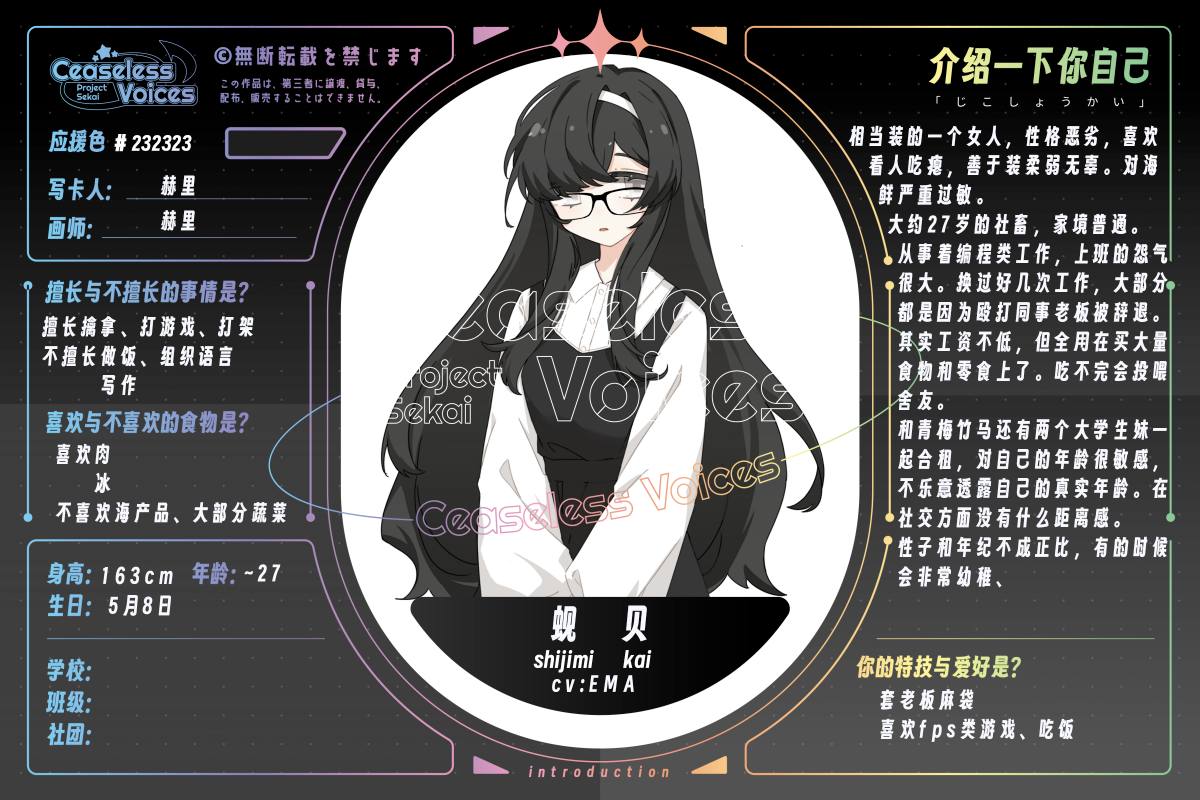 Ceaseless
Project
Sekai
Voices
©無断転載を禁じます
この作品は、第三者に譲渡、貸与、
配布、販売することはできません。
应援色 # 232323
写卡人: 赫里
画师: 赫里
擅长与不擅长的事情是?
擅长擒拿、打游戏、打架
不擅长做饭、组织语言
写作
喜欢与不喜欢的食物是?
喜欢肉
冰
不喜欢海产品、大部分蔬菜
身高: 163cm 年龄: ~27
生日: 5月8日
学校:
班级:
社团:
Ceaseless
Project
Sekai
Voices
Ceaseless Voices
蚬 贝
shijimi kai
cv:EMA
introduction
介绍一下你自己
「じこしょうかい」
相当装的一个女人，性格恶劣，喜欢
看人吃瘪，善于装柔弱无辜。对海
鲜严重过敏。
大约27岁的社畜，家境普通。
从事着编程类工作，上班的怨气
很大。换过好几次工作，大部分
都是因为殴打同事老板被辞退。
其实工资不低，但全用在买大量
食物和零食上了。吃不完会投喂
舍友。
和青梅竹马还有两个大学生妹一
起合租，对自己的年龄很敏感，
不乐意透露自己的真实年龄。在
社交方面没有什么距离感。
性子和年纪不成正比，有的时候
会非常幼稚、
你的特技与爱好是?
套老板麻袋
喜欢fps类游戏、吃饭